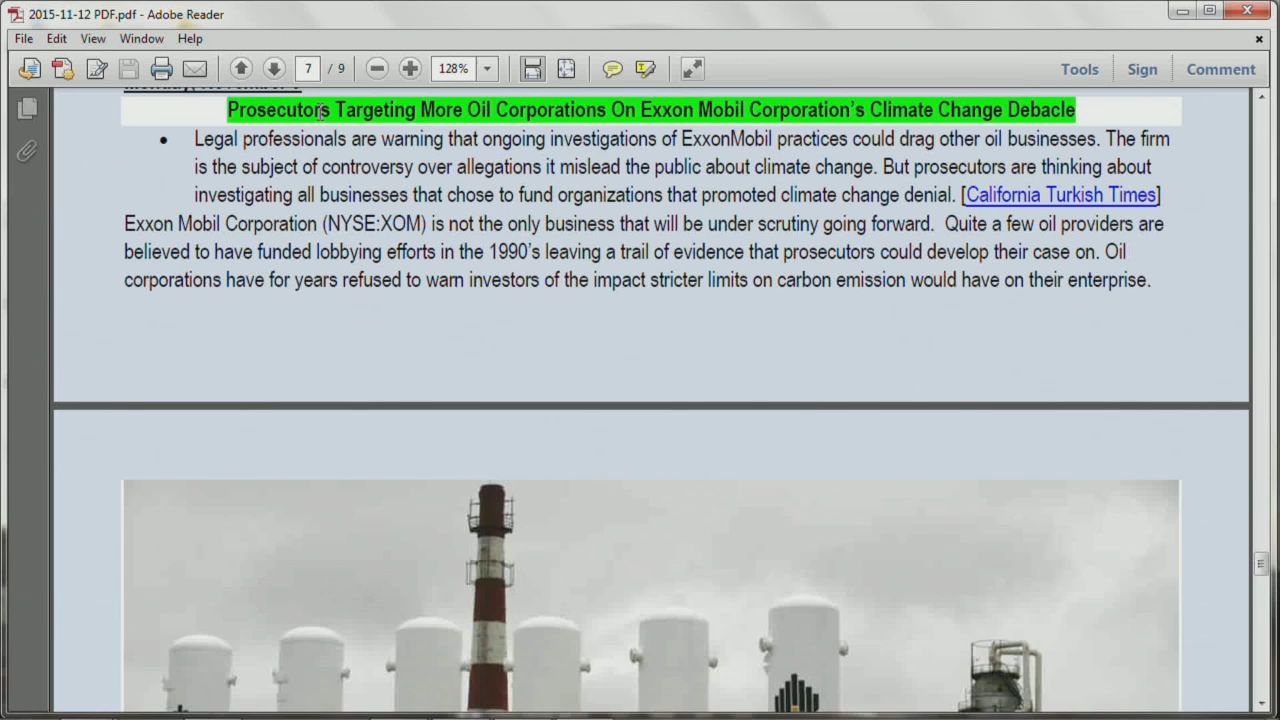 2015-11-12 PDF.pdf - Adobe Reader
File Edit View Window Help
7 / 9 128% Tools Sign Comment
Prosecutors Targeting More Oil Corporations On Exxon Mobil Corporation's Climate Change Debacle
• Legal professionals are warning that ongoing investigations of ExxonMobil practices could drag other oil businesses. The firm
is the subject of controversy over allegations it mislead the public about climate change. But prosecutors are thinking about
investigating all businesses that chose to fund organizations that promoted climate change denial. [California Turkish Times]
Exxon Mobil Corporation (NYSE:XOM) is not the only business that will be under scrutiny going forward. Quite a few oil providers are
believed to have funded lobbying efforts in the 1990's leaving a trail of evidence that prosecutors could develop their case on. Oil
corporations have for years refused to warn investors of the impact stricter limits on carbon emission would have on their enterprise.